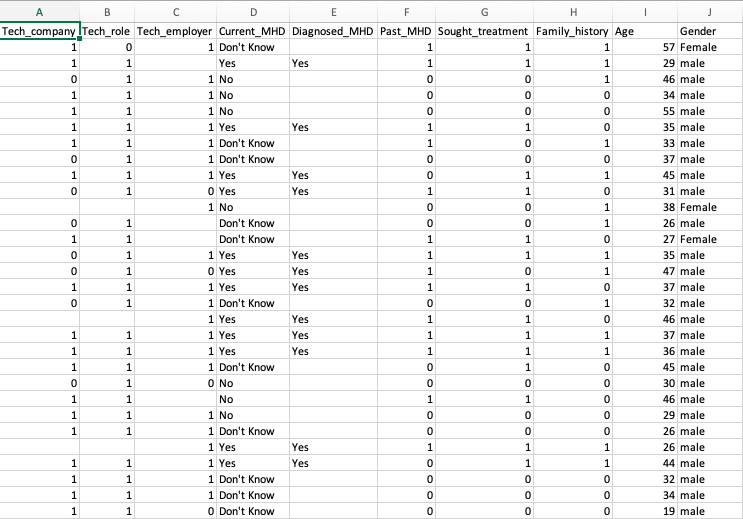 A B C D E F G H I J
Tech_company Tech_role Tech_employer Current_MHD Diagnosed_MHD Past_MHD Sought_treatment Family_history Age Gender
1 0 1 Don't Know 1 1 1 57 Female
1 1 Yes Yes 1 1 1 29 male
0 1 1 No 0 0 1 46 male
1 1 1 No 0 0 0 34 male
1 1 1 No 0 0 0 55 male
1 1 1 Yes Yes 1 1 0 35 male
1 1 1 Don't Know 1 0 1 33 male
0 1 1 Don't Know 0 0 0 37 male
1 1 1 Yes Yes 0 1 1 45 male
0 1 0 Yes Yes 1 1 0 31 male
1 No 0 0 1 38 Female
0 1 Don't Know 0 0 1 26 male
1 1 Don't Know 1 1 0 27 Female
0 1 1 Yes Yes 1 1 1 35 male
0 1 0 Yes Yes 1 0 1 47 male
1 1 1 Yes Yes 1 1 1 37 male
0 1 1 Don't Know 0 0 1 32 male
1 Yes Yes 1 1 0 46 male
1 1 1 Yes Yes 1 1 1 37 male
1 1 1 Yes Yes 1 1 1 36 male
1 1 1 Don't Know 0 1 0 45 male
0 1 0 No 0 0 0 30 male
1 1 No 1 1 0 46 male
1 1 1 No 0 0 0 29 male
1 1 1 Don't Know 0 0 0 26 male
1 Yes Yes 1 1 1 26 male
1 1 1 Yes Yes 0 1 1 44 male
1 1 1 Don't Know 0 0 0 32 male
1 1 1 Don't Know 0 0 0 34 male
1 1 0 Don't Know 0 0 0 19 male